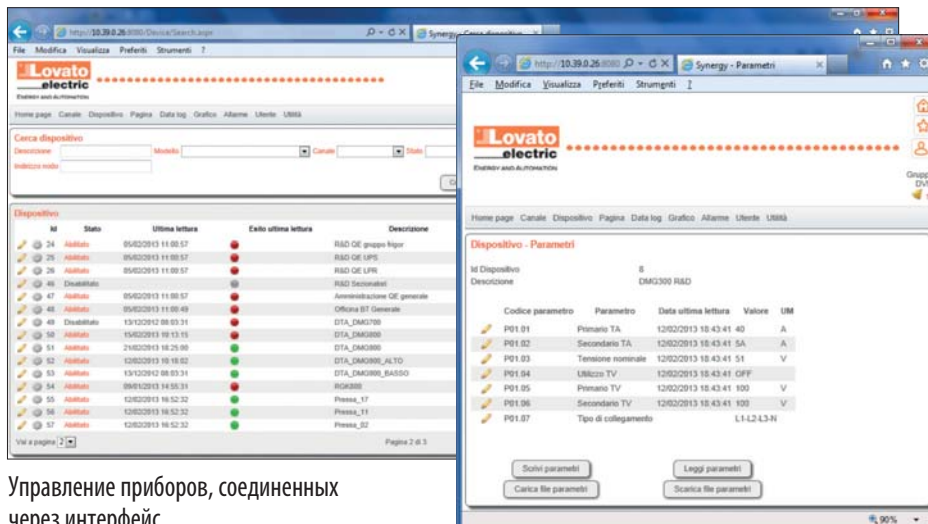 http://10.39.0.26:8080/Device/Search.aspx
File Modifica Visualizza Preferiti Strumenti ?
Lovato
electric
ENERGY AND AUTOMATION
Home page Canale Dispositivo Pagina Data log Grafico Allarme Utente Utilità
Cerca dispositivo
Descrizione Modello Canale Stato
Indirizzo nodo
Dispositivo
Id Stato Ultima lettura Esito ultima lettura Descrizione
24 Abilitato 05/02/2013 11:00:57 R&D QE gruppo frigor
25 Abilitato 05/02/2013 11:00:57 R&D QE UPS
26 Abilitato 05/02/2013 11:00:57 R&D QE LPR
46 Disabilitato R&D Sezionatori
47 Abilitato 05/02/2013 11:00:57 Amministrazione QE generale
48 Abilitato 05/02/2013 11:00:49 Officina BT Generale
49 Disabilitato 13/12/2012 08:03:31 DTA_DMG700
50 Abilitato 15/02/2013 10:13:15 DTA_DMG800
51 Abilitato 21/02/2013 18:25:00 DTA_DMG800
52 Abilitato 12/02/2013 10:18:02 DTA_DMG900_ALTO
53 Abilitato 13/12/2012 08:03:31 DTA_DMG900_BASSO
54 Abilitato 09/01/2013 14:55:31 RGK800
55 Abilitato 12/02/2013 16:52:32 Pressa_17
56 Abilitato 12/02/2013 16:52:32 Pressa_11
57 Abilitato 12/02/2013 16:52:32 Pressa_02
Vai a pagina 2 Pagina 2 di 3
http://10.39.0.26:8080 Synergy - Parametri
File Modifica Visualizza Preferiti Strumenti ?
Lovato
electric
ENERGY AND AUTOMATION
Home page Canale Dispositivo Pagina Data log Grafico Allarme Utente Utilità
Dispositivo - Parametri
Id Dispositivo 8
Descrizione DMG300 R&D
Codice parametro Parametro Data ultima lettura Valore UM
P01.01 Primario TA 12/02/2013 18:43:41 40 A
P01.02 Secondario TA 12/02/2013 18:43:41 5A A
P01.03 Tensione nominale 12/02/2013 18:43:41 51 V
P01.04 Utilizzo TV 12/02/2013 18:43:41 OFF
P01.05 Primario TV 12/02/2013 18:43:41 100 V
P01.06 Secondario TV 12/02/2013 18:43:41 100 V
P01.07 Tipo di collegamento L1-L2-L3-N
Scrivi parametri Leggi parametri
Carica file parametri Scarica file parametri
90%
Управление приборов, соединенных
через интерфейс